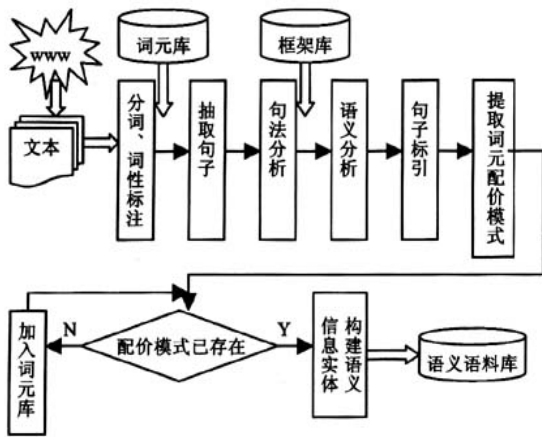 WWW
词元库
框架库
文本
分词、词性标注
抽取句子
句法分析
语义分析
句子标引
提取词元配价模式
加入词元库
N
配价模式已存在
Y
构建语义
信息实体
语义语料库